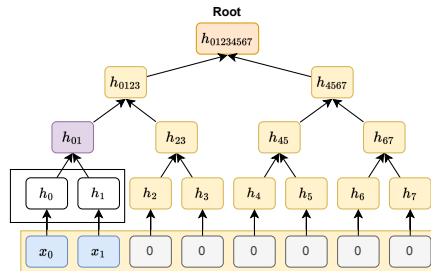 Root
h01234567
h0123 h4567
h01 h23 h45 h67
h0 h1 h2 h3 h4 h5 h6 h7
x0 x1 0 0 0 0 0 0